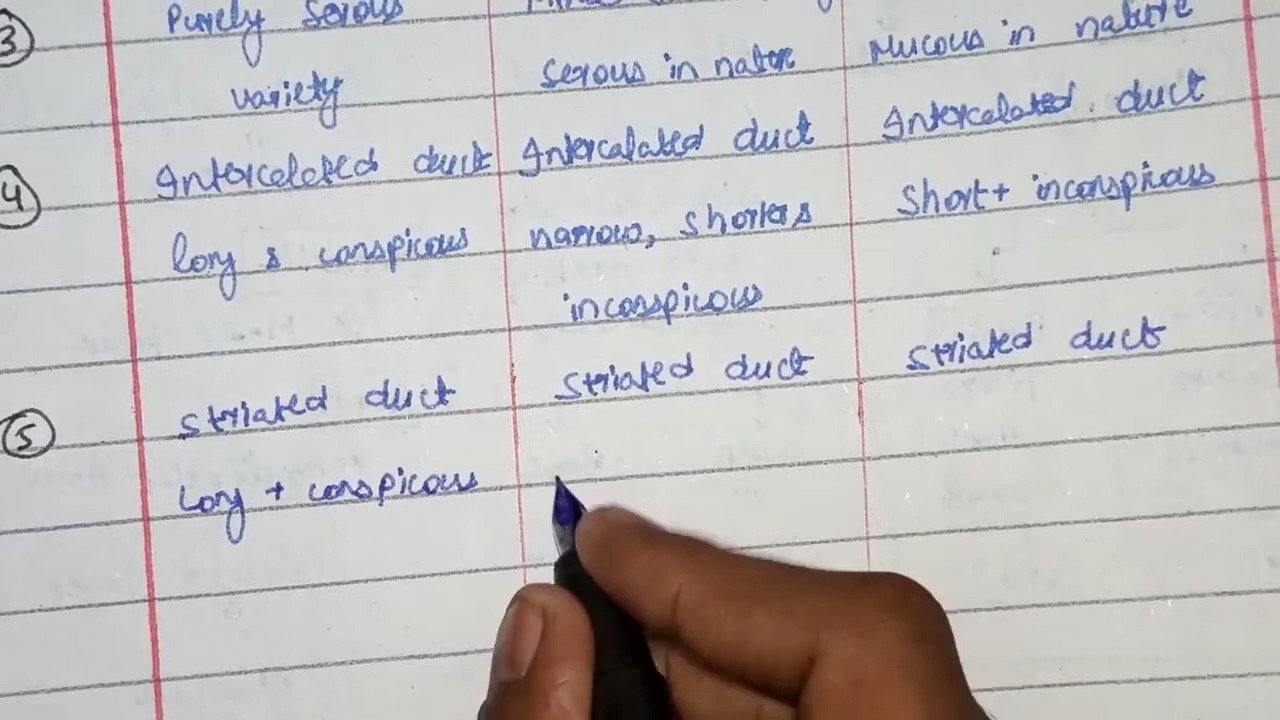 3 Purely Serous
variety
Serous in nature
Mucous in nature
4 Intercelated duct
long & conspicous
Intercalated duct
narrow, shorter &
inconspicous
Intercalated duct
Short + inconspicous
5 Striated duct
Long + conspicous
Striated duct
Striated duct